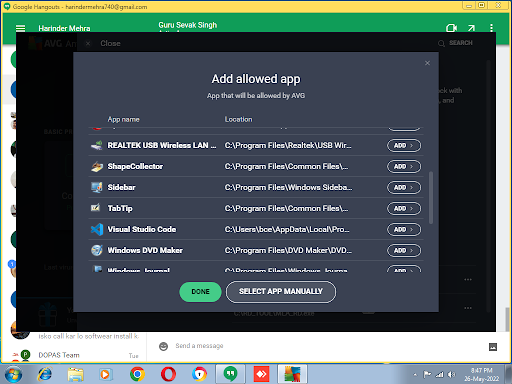 Google Hangouts - harindermehra740@gmail.com
Harinder Mehra
Guru Sevak Singh
AVG
Close
SEARCH
Add allowed app
App that will be allowed by AVG
App name Location
REALTEK USB Wireless LAN ... C:\Program Files\Realtek\USB Wir... ADD
ShapeCollector C:\Program Files\Common Files\... ADD
Sidebar C:\Program Files\Windows Sideba... ADD
TabTip C:\Program Files\Common Files\... ADD
Visual Studio Code C:\Users\bce\AppData\Local\Pro... ADD
Windows DVD Maker C:\Program Files\DVD Maker\DVD... ADD
Windows Journal C:\Program Files\Windows Journa... ADD
DONE SELECT APP MANUALLY
isko call kar lo softwear install k
Send a message
DOPAS Team Tue
8:47 PM
26-May-2022